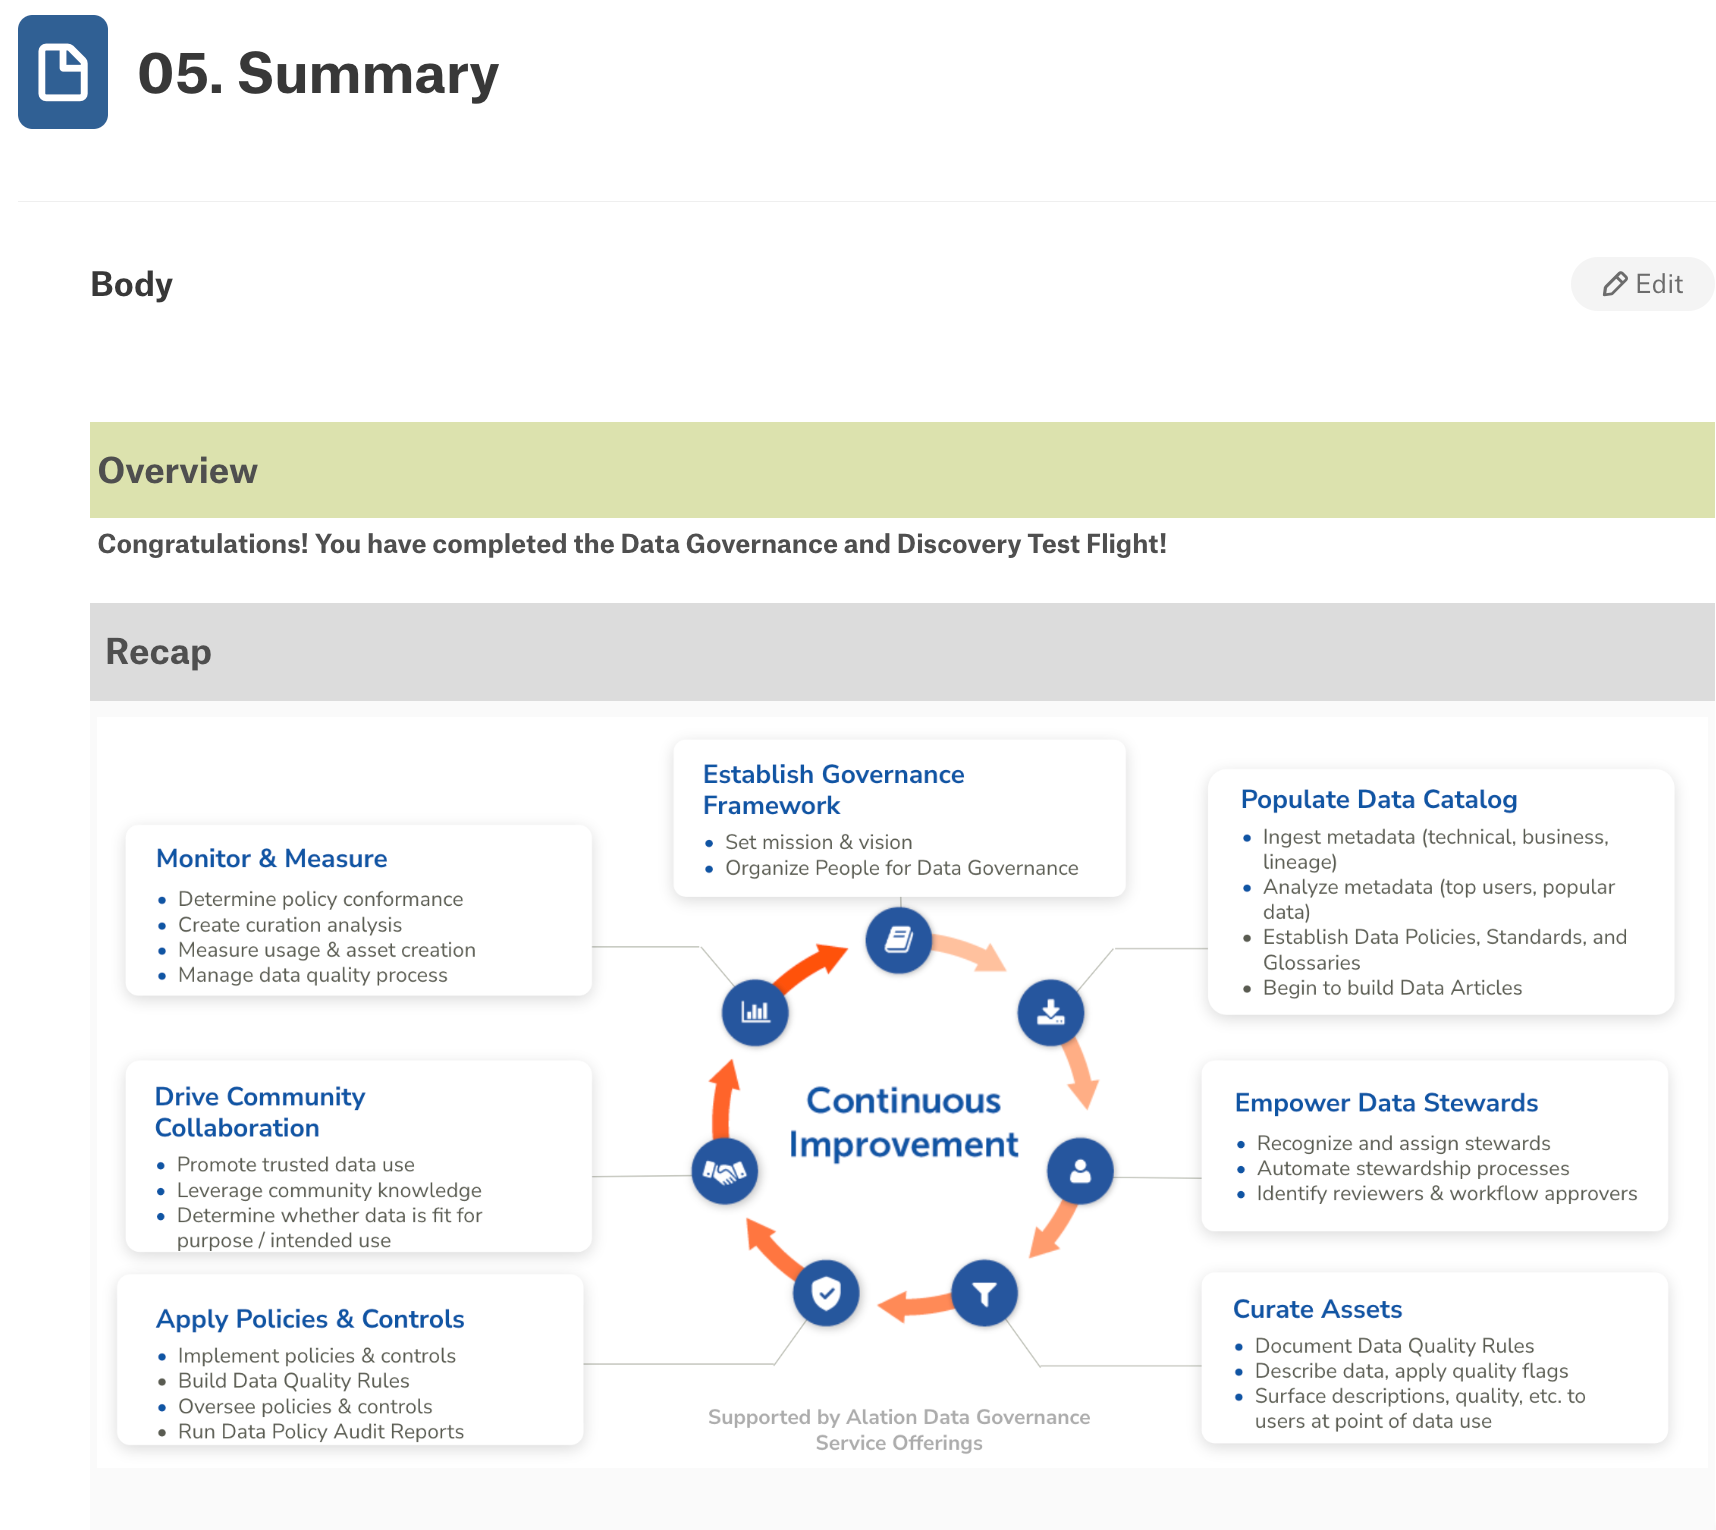 05. Summary
Body
Edit
Overview
Congratulations! You have completed the Data Governance and Discovery Test Flight!
Recap
Establish Governance
Framework
• Set mission & vision
• Organize People for Data Governance
Populate Data Catalog
• Ingest metadata (technical, business,
lineage)
• Analyze metadata (top users, popular
data)
• Establish Data Policies, Standards, and
Glossaries
• Begin to build Data Articles
Monitor & Measure
• Determine policy conformance
• Create curation analysis
• Measure usage & asset creation
• Manage data quality process
Drive Community
Collaboration
• Promote trusted data use
• Leverage community knowledge
• Determine whether data is fit for
purpose / intended use
Continuous
Improvement
Empower Data Stewards
• Recognize and assign stewards
• Automate stewardship processes
• Identify reviewers & workflow approvers
Apply Policies & Controls
• Implement policies & controls
• Build Data Quality Rules
• Oversee policies & controls
• Run Data Policy Audit Reports
Curate Assets
• Document Data Quality Rules
• Describe data, apply quality flags
• Surface descriptions, quality, etc. to
users at point of data use
Supported by Alation Data Governance
Service Offerings